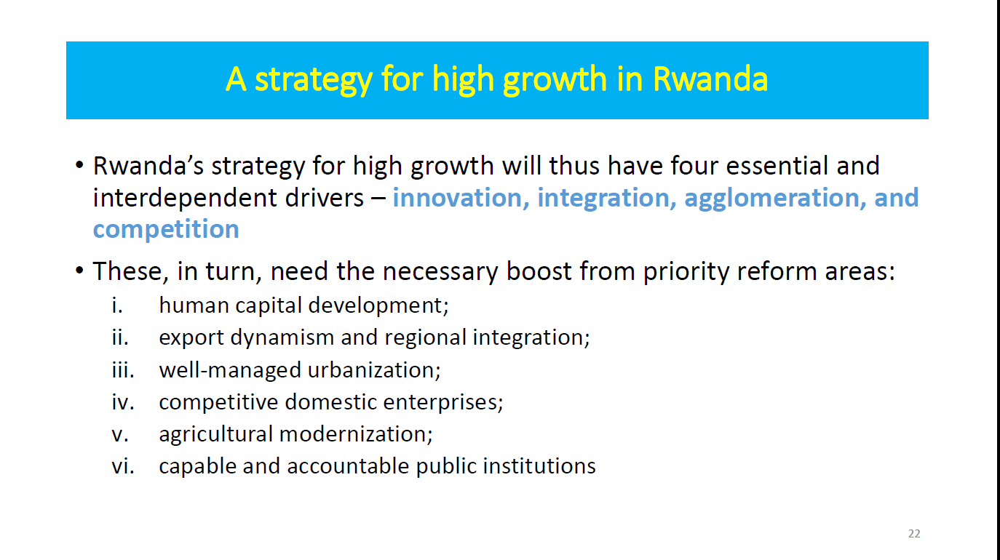 A strategy for high growth in Rwanda
• Rwanda’s strategy for high growth will thus have four essential and
interdependent drivers – innovation, integration, agglomeration, and
competition
• These, in turn, need the necessary boost from priority reform areas:
i. human capital development;
ii. export dynamism and regional integration;
iii. well-managed urbanization;
iv. competitive domestic enterprises;
v. agricultural modernization;
vi. capable and accountable public institutions
22